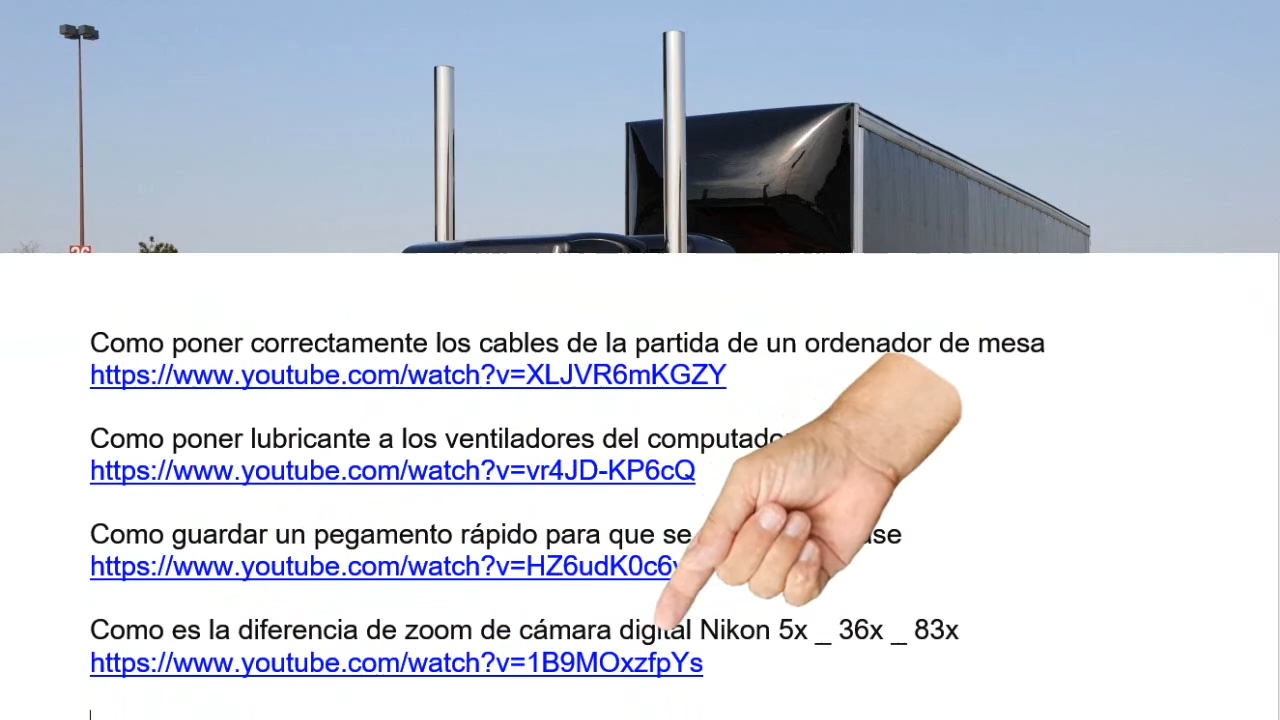 Como poner correctamente los cables de la partida de un ordenador de mesa
https://www.youtube.com/watch?v=XLJVR6mKGZY
Como poner lubricante a los ventiladores del
https://www.youtube.com/watch?v=vr4JD-KP6cQ
Como guardar un pegamento rápido para que se
https://www.youtube.com/watch?v=HZ6udK0c6
Como es la diferencia de zoom de cámara digital Nikon 5x _ 36x _ 83x
https://www.youtube.com/watch?v=1B9MOxzfpYs